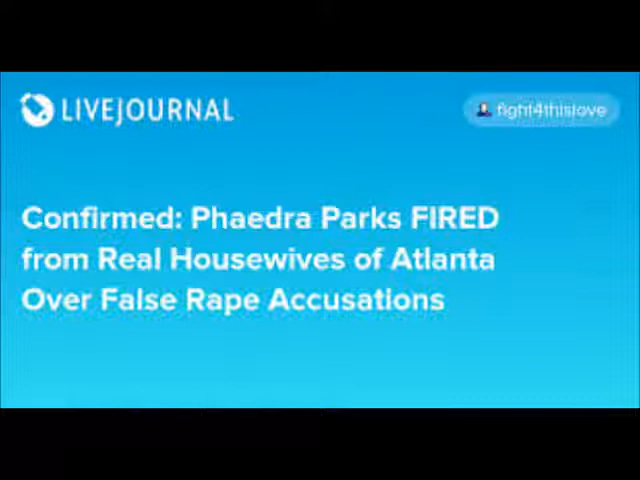 LIVEJOURNAL
fight4thislove
Confirmed: Phaedra Parks FIRED
from Real Housewives of Atlanta
Over False Rape Accusations